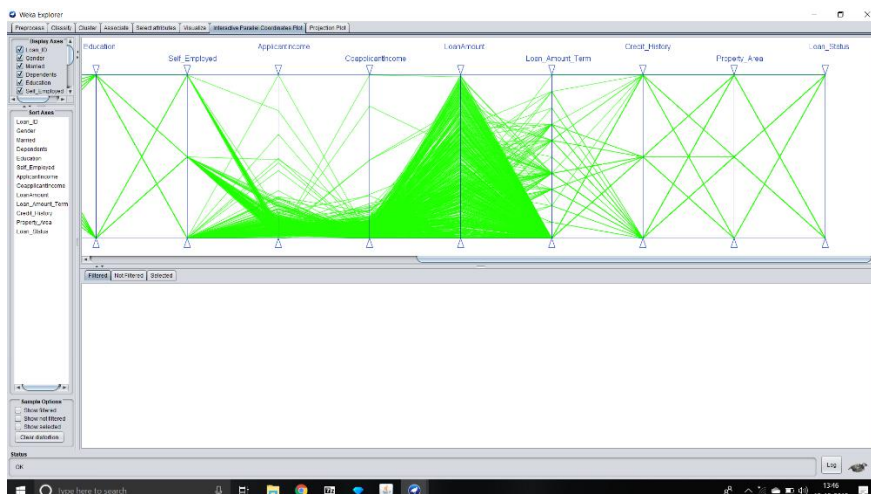 Weka Explorer
Preprocess Classify Cluster Associate Select attributes Visualize Interactive Parallel Coordinates Plot Projection Plot
Display Axes
Loan_ID
Gender
Married
Dependents
Education
Self_Employed
Education
Self_Employed
ApplicantIncome
CoapplicantIncome
LoanAmount
Loan_Amount_Term
Credit_History
Property_Area
Loan_Status
Sort Axes
Loan_ID
Gender
Married
Dependents
Education
Self_Employed
ApplicantIncome
CoapplicantIncome
LoanAmount
Loan_Amount_Term
Credit_History
Property_Area
Loan_Status
Filtered Not Filtered Selected
Sample Options
Show filtered
Show not filtered
Show selected
Clear distortion
Status
OK
Log
Type here to search
13:46